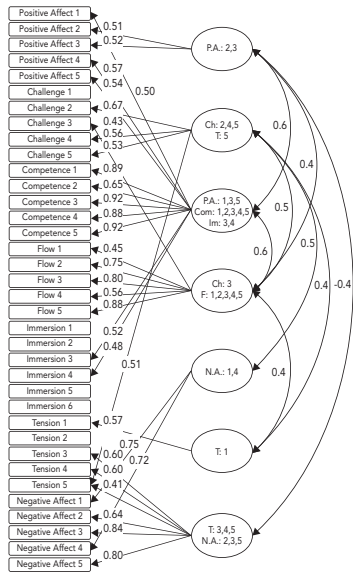 Positive Affect 1
Positive Affect 2
Positive Affect 3
Positive Affect 4
Positive Affect 5
Challenge 1
Challenge 2
Challenge 3
Challenge 4
Challenge 5
Competence 1
Competence 2
Competence 3
Competence 4
Competence 5
Flow 1
Flow 2
Flow 3
Flow 4
Flow 5
Immersion 1
Immersion 2
Immersion 3
Immersion 4
Immersion 5
Immersion 6
Tension 1
Tension 2
Tension 3
Tension 4
Tension 5
Negative Affect 1
Negative Affect 2
Negative Affect 3
Negative Affect 4
Negative Affect 5
0.51
0.52
0.57
0.54
0.50
0.67
0.43
0.56
0.53
0.89
0.65
0.92
0.88
0.92
0.45
0.75
0.80
0.56
0.88
0.52
0.48
0.51
0.57
0.75
0.60
0.72
0.60
0.41
0.64
0.84
0.80
P.A.: 2,3
Ch: 2,4,5
T: 5
P.A.: 1,3,5
Com: 1,2,3,4,5
Im: 3,4
Ch: 3
F: 1,2,3,4,5
N.A.: 1,4
T: 1
T: 3,4,5
N.A.: 2,3,5
0.6
0.4
0.5
0.5
0.6
0.4
-0.4
0.4